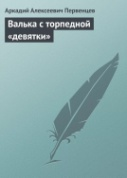 Аркадий Алексеевич Первенцев
Валька с торпедной
«девятки»